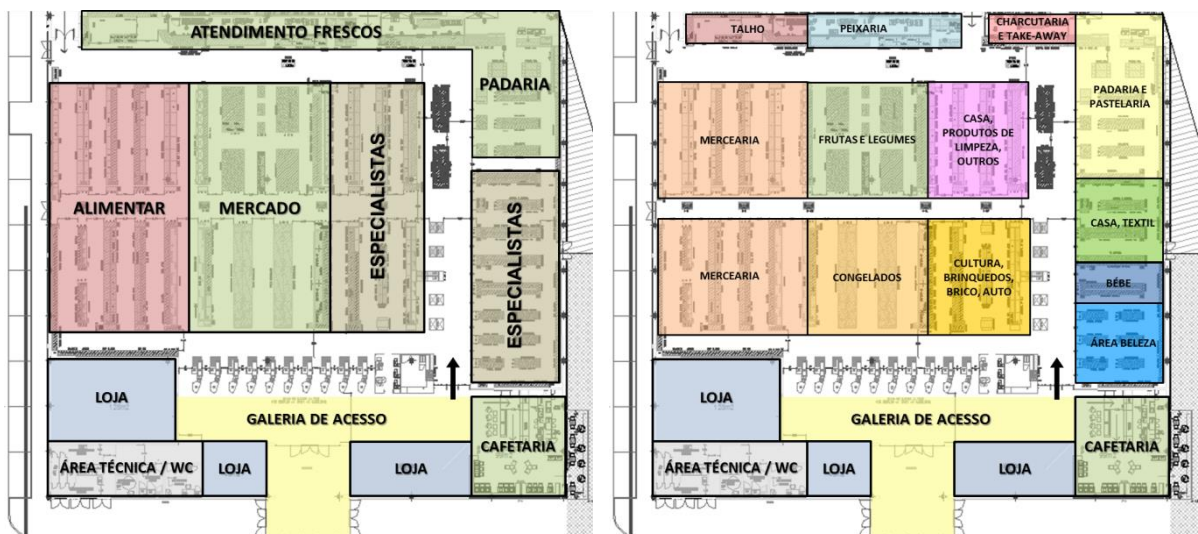 ATENDIMENTO FRESCOS
PADARIA
ALIMENTAR
MERCADO
ESPECIALISTAS
ESPECIALISTAS
LOJA
GALERIA DE ACESSO
ÁREA TÉCNICA / WC
LOJA
LOJA
CAFETARIA
TALHO
PEIXARIA
CHARCUTARIA
E TAKE-AWAY
PADARIA E
PASTELARIA
MERCEARIA
FRUTAS E LEGUMES
CASA,
PRODUTOS DE
LIMPEZA,
OUTROS
CASA, TEXTIL
MERCEARIA
CONGELADOS
CULTURA,
BRINQUEDOS,
BRICO, AUTO
BÉBE
ÁREA BELEZA
LOJA
GALERIA DE ACESSO
ÁREA TÉCNICA / WC
LOJA
LOJA
CAFETARIA